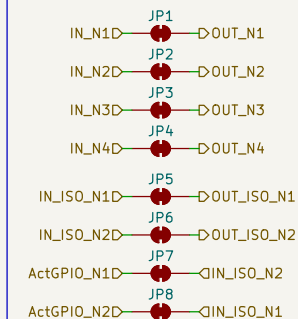 JP1
IN_N1 OUT_N1
JP2
IN_N2 OUT_N2
JP3
IN_N3 OUT_N3
JP4
IN_N4 OUT_N4
JP5
IN_ISO_N1 OUT_ISO_N1
JP6
IN_ISO_N2 OUT_ISO_N2
JP7
ActGPIO_N1 IN_ISO_N2
JP8
ActGPIO_N2 IN_ISO_N1